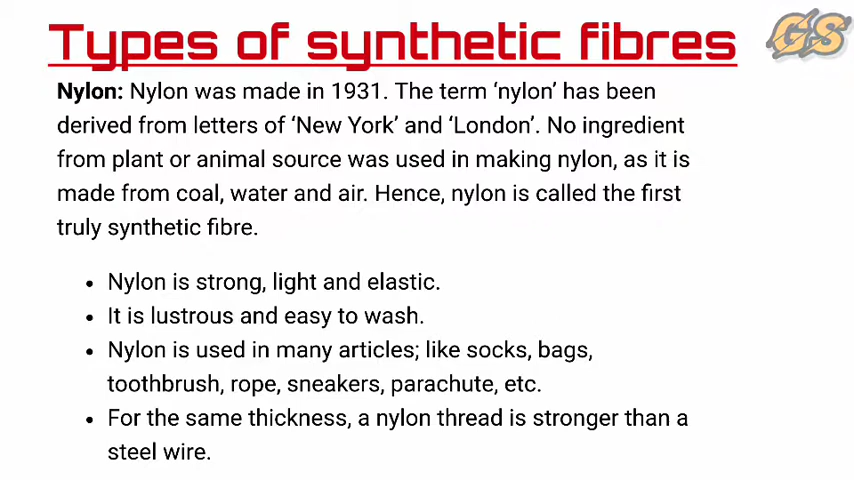 Types of synthetic fibres
GS
Nylon: Nylon was made in 1931. The term ‘nylon’ has been
derived from letters of ‘New York’ and ‘London’. No ingredient
from plant or animal source was used in making nylon, as it is
made from coal, water and air. Hence, nylon is called the first
truly synthetic fibre.
• Nylon is strong, light and elastic.
• It is lustrous and easy to wash.
• Nylon is used in many articles; like socks, bags,
toothbrush, rope, sneakers, parachute, etc.
• For the same thickness, a nylon thread is stronger than a
steel wire.